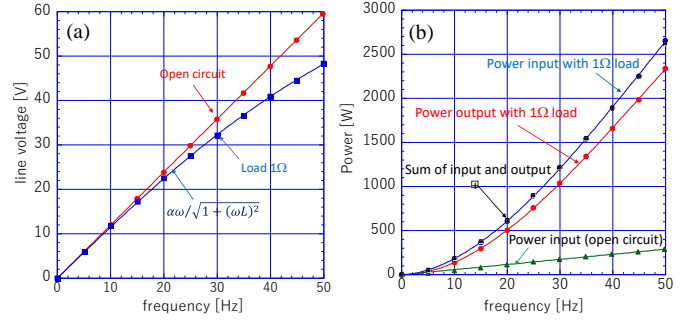 (a)
60
50
40
30
20
10
0
line voltage [V]
Open circuit
Load 1Ω
αω/√1 + (ωL)²
0 10 20 30 40 50
frequency [Hz]
(b)
3000
2500
2000
1500
1000
500
0
Power [W]
Power input with 1Ω load
Power output with 1Ω load
Sum of input and output
Power input (open circuit)
0 10 20 30 40 50
frequency [Hz]